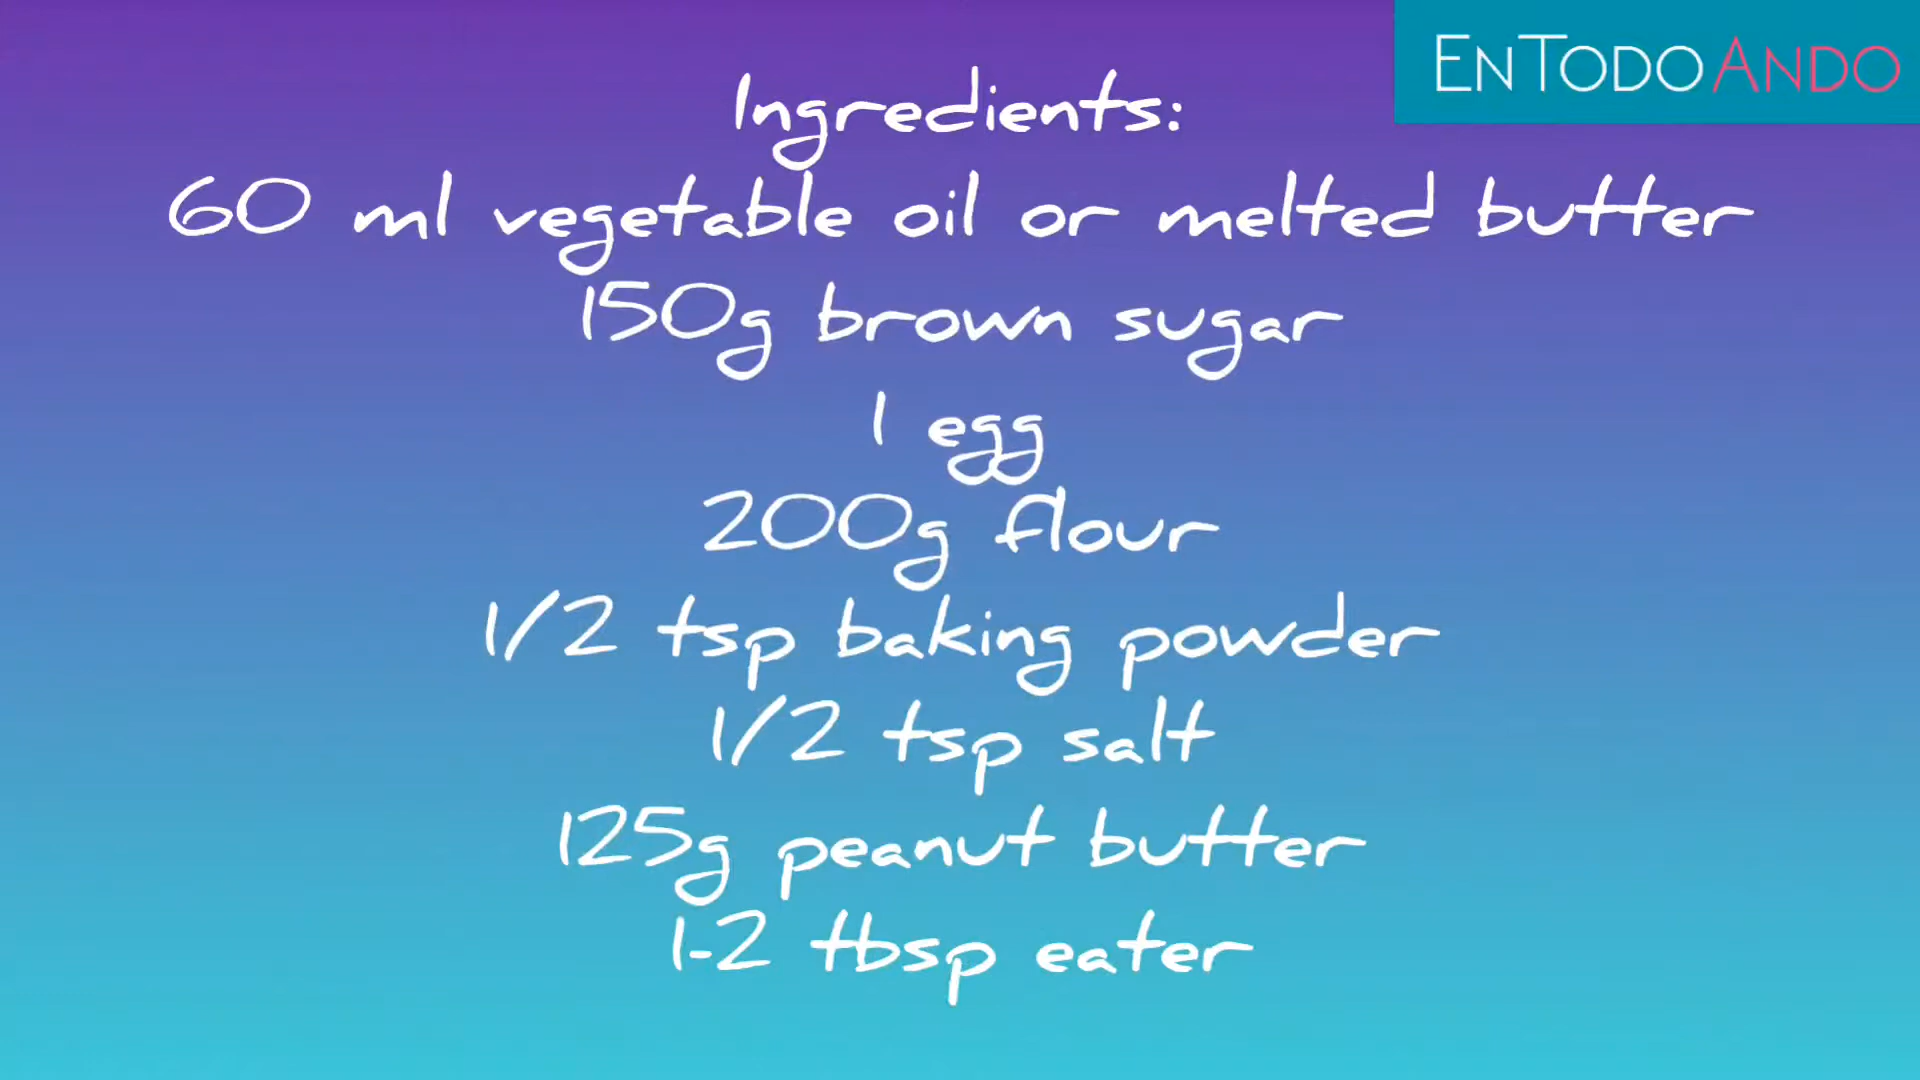 ENTODOANDO
Ingredients:
60 ml vegetable oil or melted butter
150g brown sugar
1 egg
200g flour
1/2 tsp baking powder
1/2 tsp salt
125g peanut butter
1-2 tbsp eater